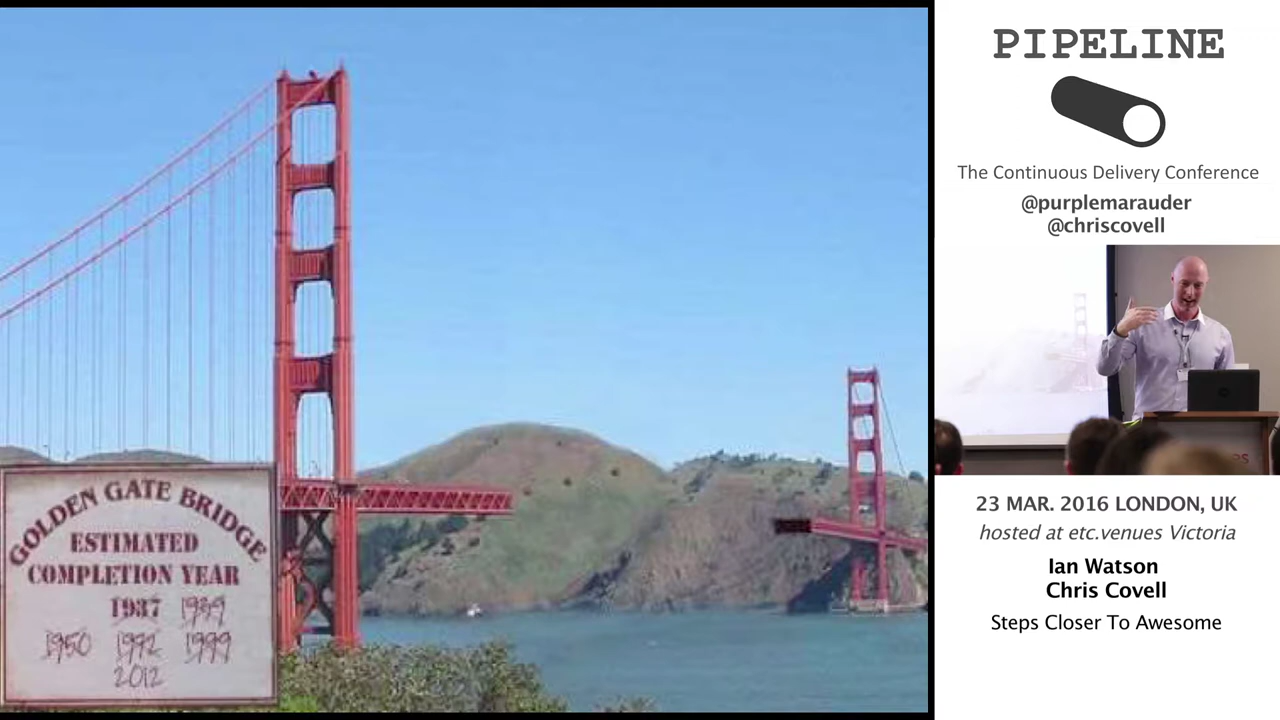 GOLDEN GATE BRIDGE
ESTIMATED
COMPLETION YEAR
1937 1939
1950 1992 1999
2012
PIPELINE
The Continuous Delivery Conference
@purplemarauder
@chriscovell
23 MAR. 2016 LONDON, UK
hosted at etc.venues Victoria
Ian Watson
Chris Covell
Steps Closer To Awesome